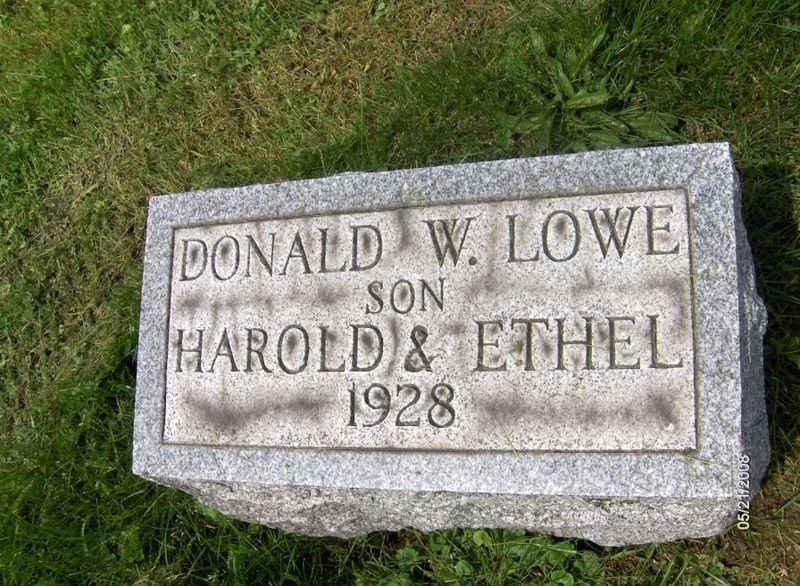 DONALD W. LOWE
SON
HAROLD & ETHEL
1928
05/21/2008